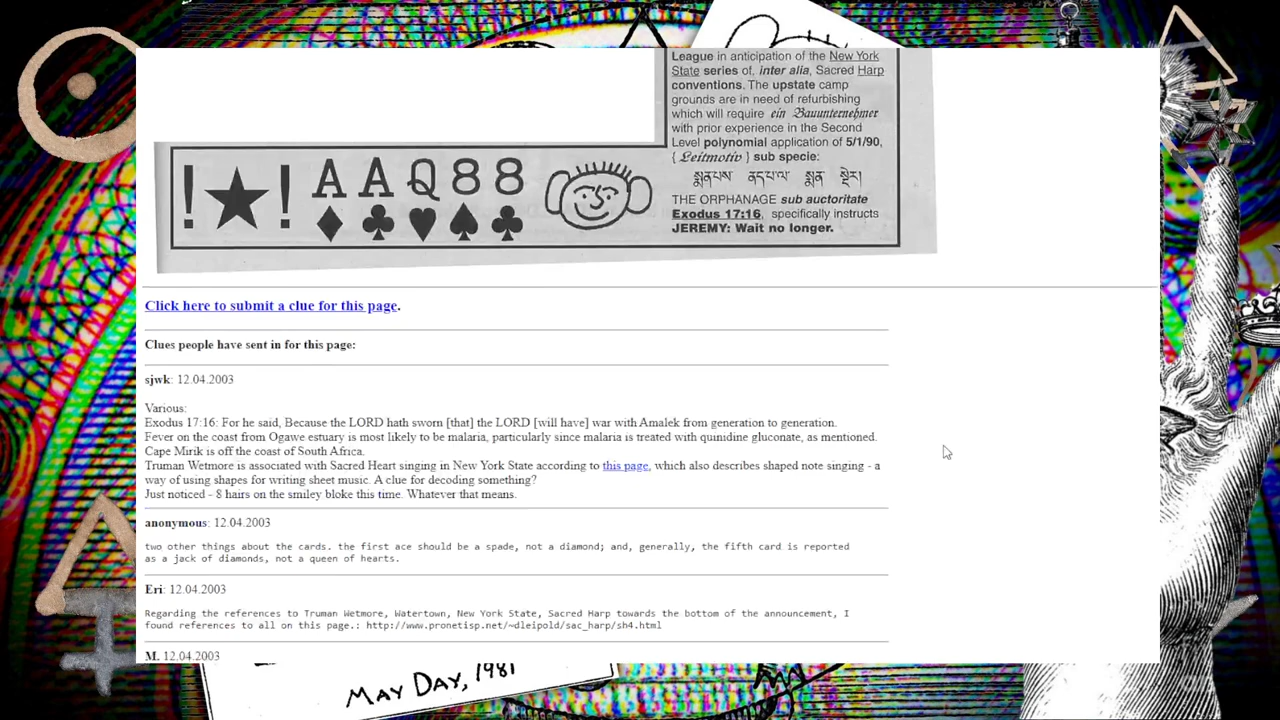 League in anticipation of the New York
State series of, inter alia, Sacred Harp
conventions. The upstate camp
grounds are in need of refurbishing
which will require ein Bauunternehmer
with prior experience in the Second
Level polynomial application of 5/1/90,
{ Leitmotiv } sub specie:
THE ORPHANAGE sub auctoritate
Exodus 17:16, specifically instructs
JEREMY: Wait no longer.
!★! A A Q 8 8
♦ ♣ ♥ ♠ ♣
Click here to submit a clue for this page.
Clues people have sent in for this page:
sjwk: 12.04.2003
Various:
Exodus 17:16: For he said, Because the LORD hath sworn [that] the LORD [will have] war with Amalek from generation to generation.
Fever on the coast from Ogawe estuary is most likely to be malaria, particularly since malaria is treated with quinidine gluconate, as mentioned.
Cape Mirik is off the coast of South Africa.
Truman Wetmore is associated with Sacred Heart singing in New York State according to this page, which also describes shaped note singing - a
way of using shapes for writing sheet music. A clue for decoding something?
Just noticed - 8 hairs on the smiley bloke this time. Whatever that means.
anonymous: 12.04.2003
two other things about the cards. the first ace should be a spade, not a diamond; and, generally, the fifth card is reported
as a jack of diamonds, not a queen of hearts.
Eri: 12.04.2003
Regarding the references to Truman Wetmore, Watertown, New York State, Sacred Harp towards the bottom of the announcement, I
found references to all on this page.: http://www.pronetisp.net/~dleipold/sac_harp/sh4.html
M. 12.04.2003
MAY DAY, 1981